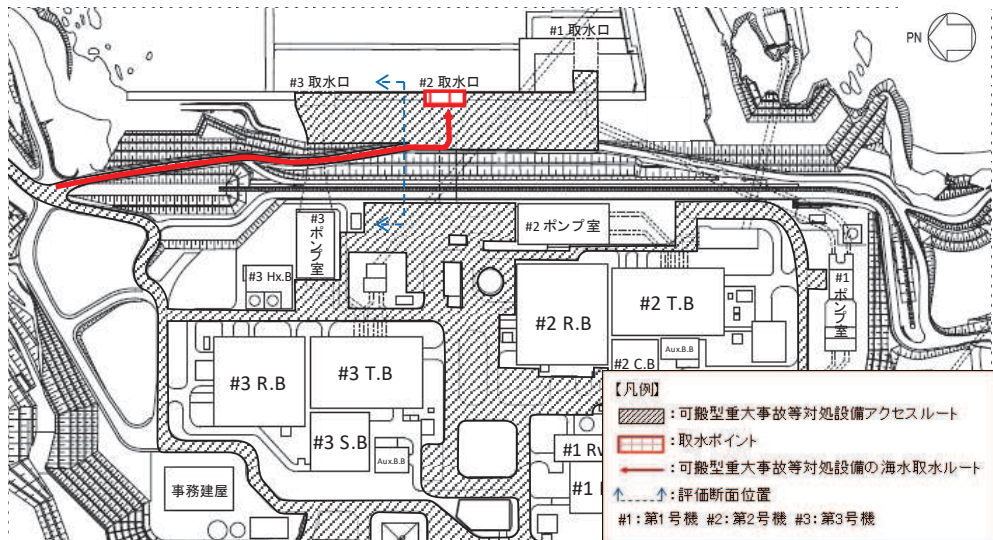 #1 取水口
PN
#3 取水口
#2 取水口
#3
ポンプ室
#2 ポンプ室
#1
ポンプ室
#3 Hx.B
#2 R.B
#2 T.B
#3 R.B
#3 T.B
#2 C.B
Aux.B.B
#3 S.B
Aux.B.B
#1 Rw
#1
事務建屋
【凡例】
:可搬型重大事故等対処設備アクセスルート
:取水ポイント
:可搬型重大事故等対処設備の海水取水ルート
:評価断面位置
#1:第1号機 #2:第2号機 #3:第3号機